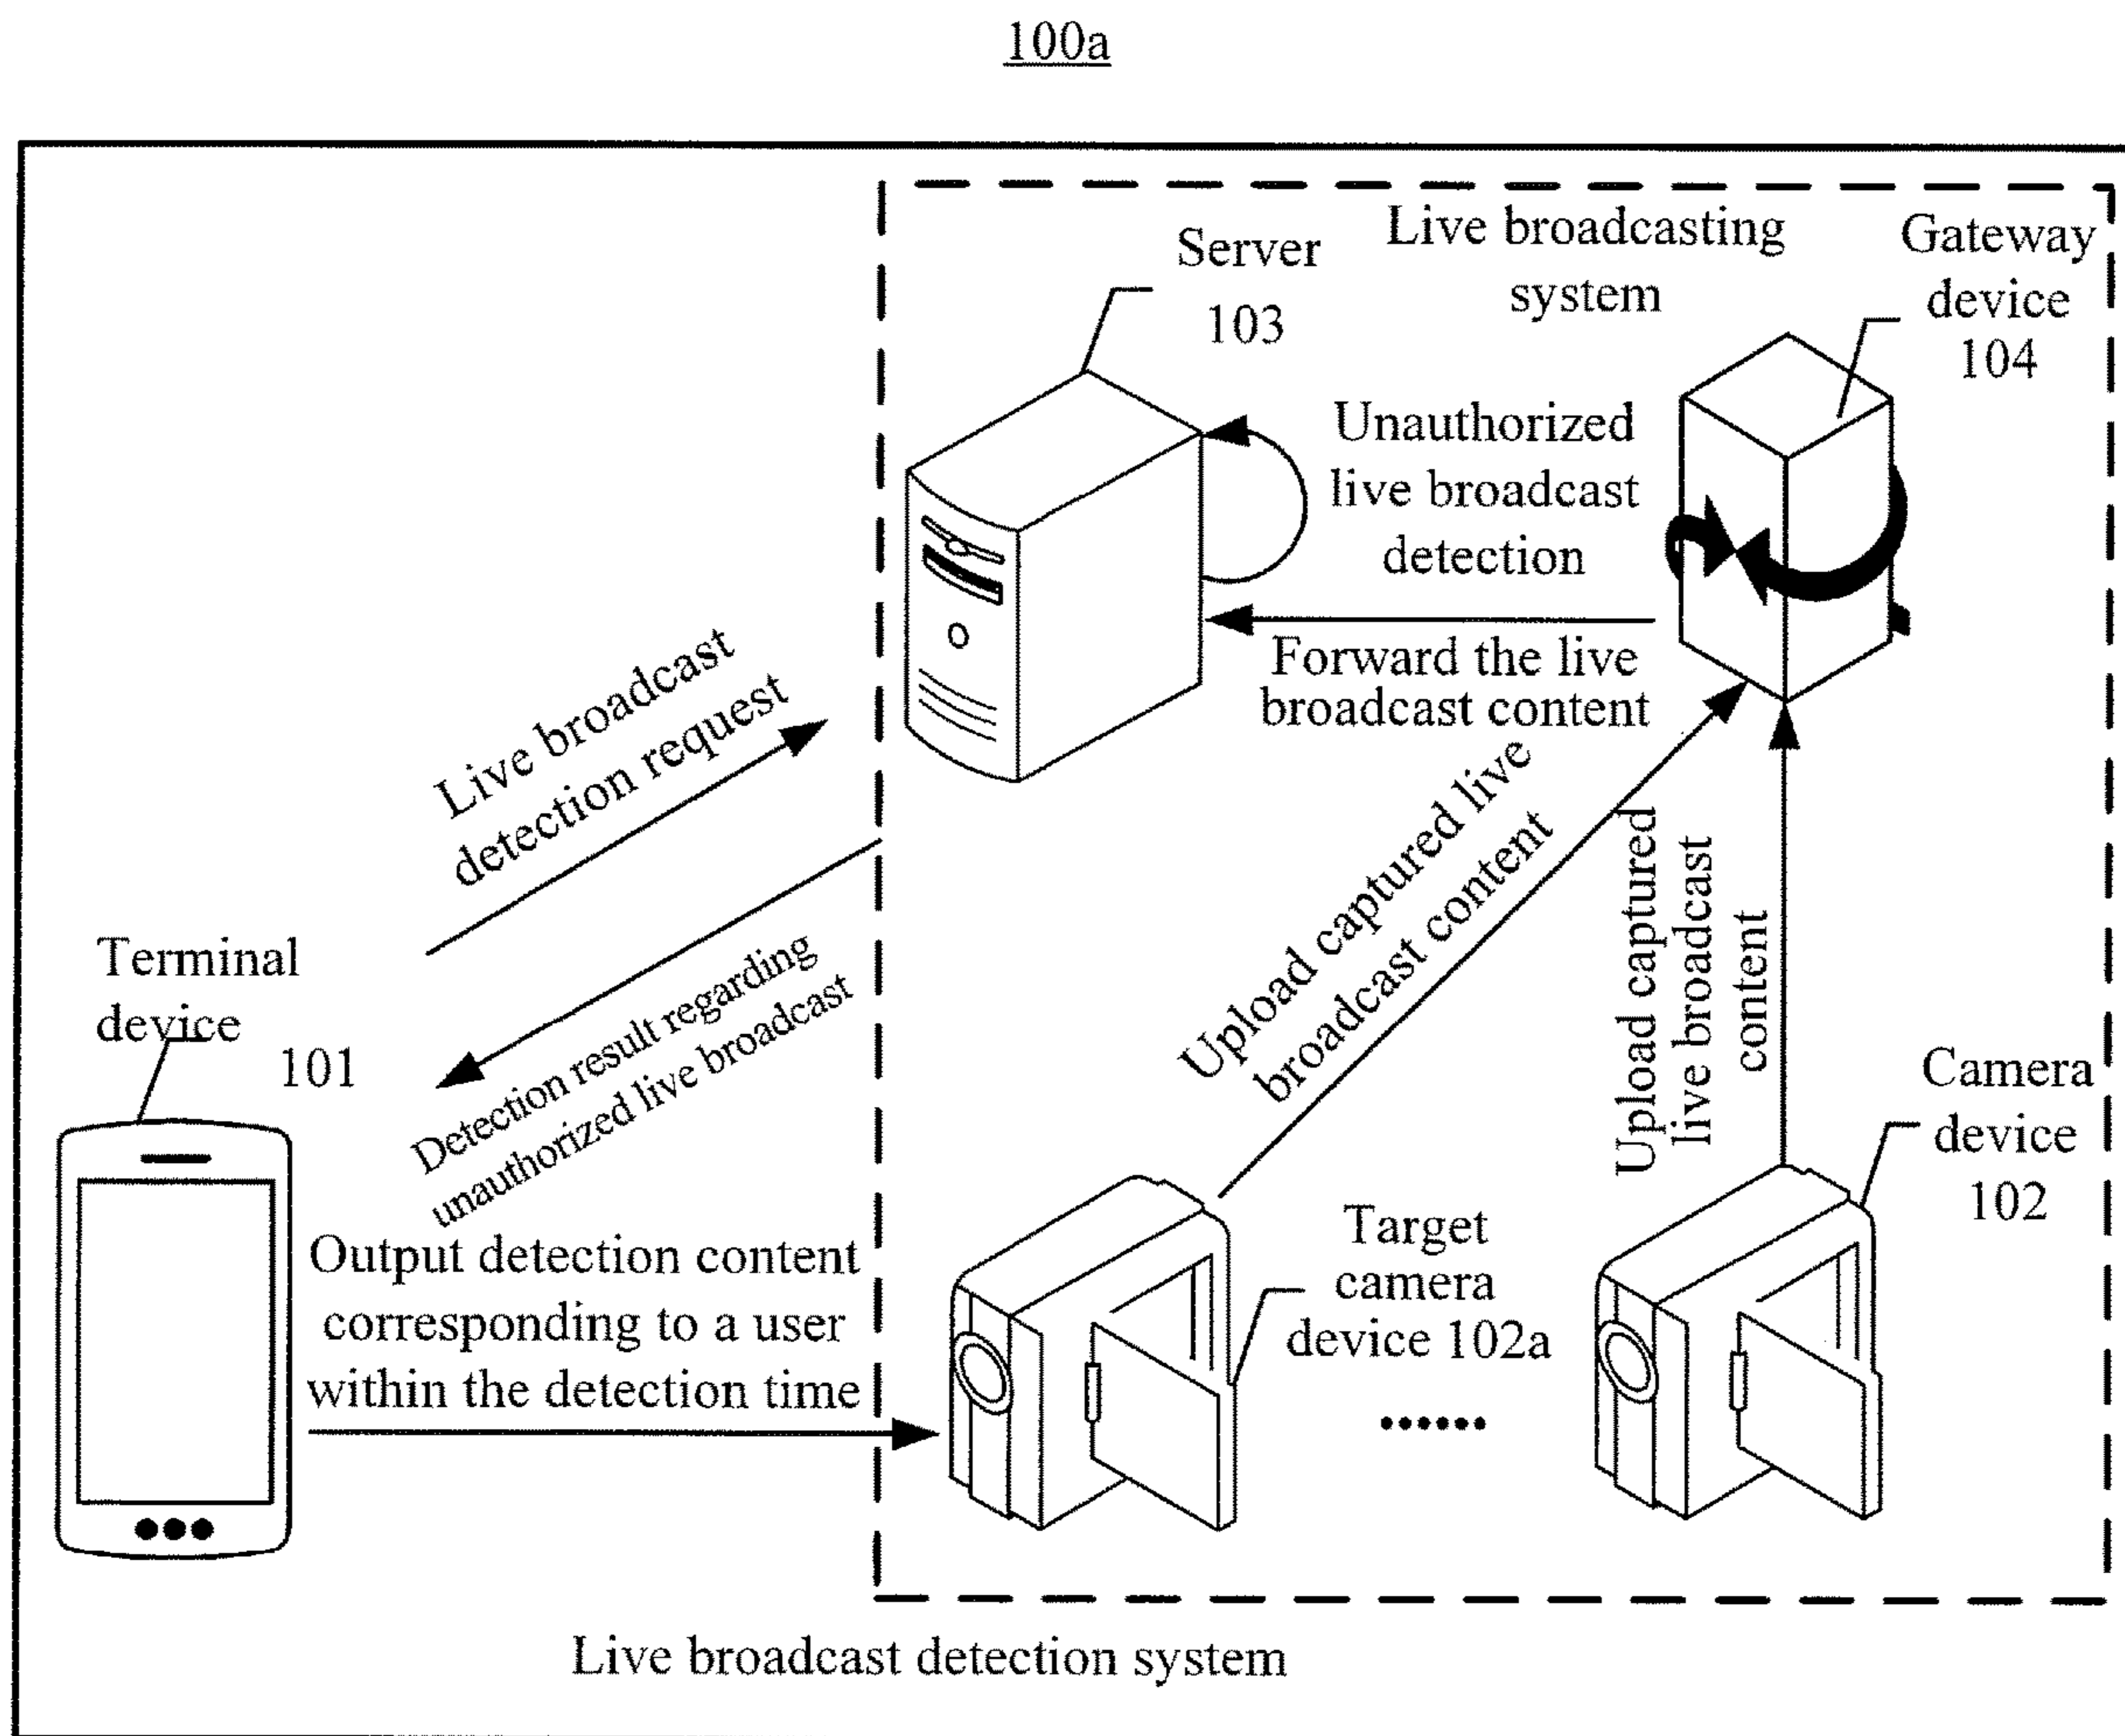 100a
Server
103
Live broadcasting
system
Gateway
device
104
Unauthorized
live broadcast
detection
Forward the live
broadcast content
Live broadcast
detection request
Detection result regarding
unauthorized live broadcast
Upload captured live
broadcast content
Upload captured
live broadcast
content
Terminal
device
101
Camera
device
102
Output detection content
corresponding to a user
within the detection time
Target
camera
device 102a
......
Live broadcast detection system